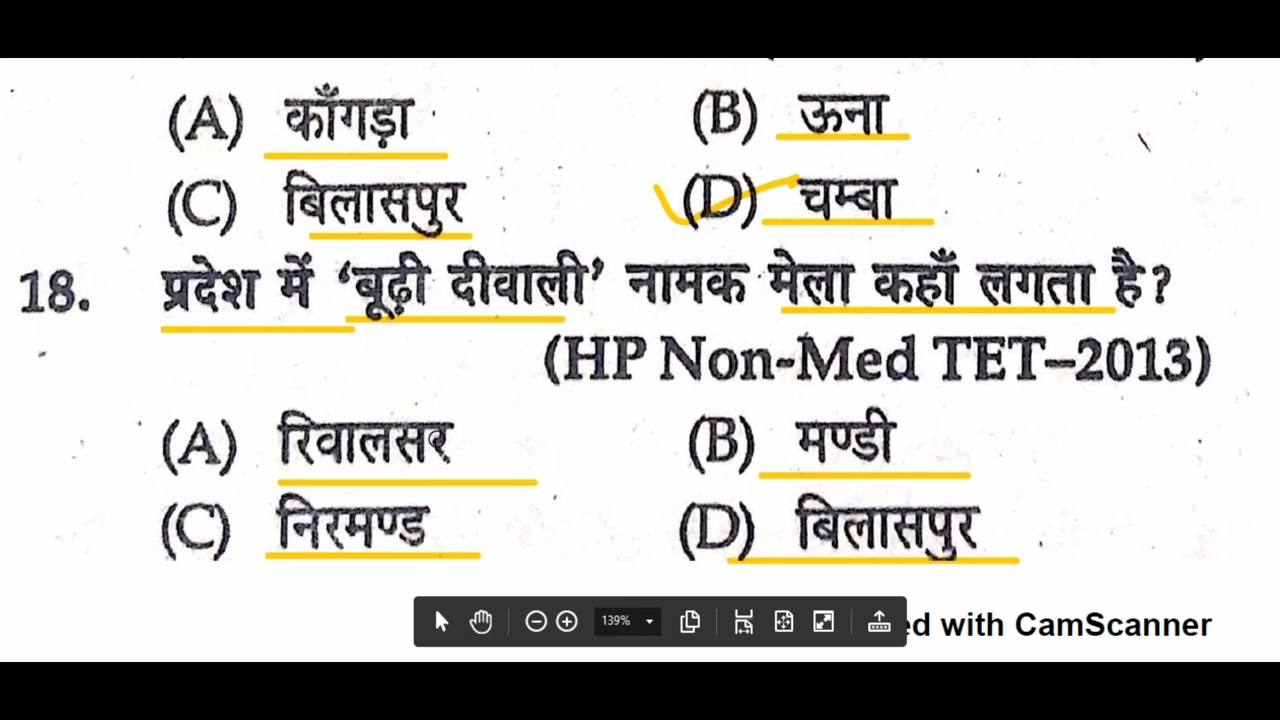 (A) काँगड़ा (B) ऊना
(C) बिलासपुर (D) चम्बा
18. प्रदेश में ‘बूढ़ी दीवाली’ नामक मेला कहाँ लगता है?
(HP Non-Med TET–2013)
(A) रिवालसर (B) मण्डी
(C) निरमण्ड (D) बिलासपुर
139%
ed with CamScanner